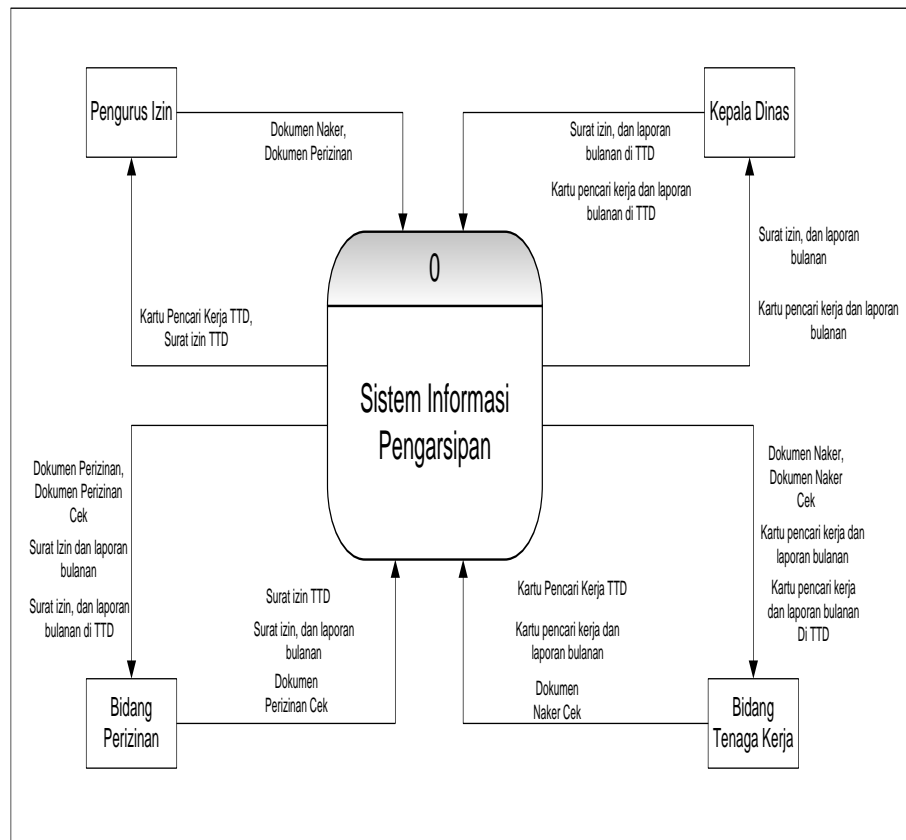 Pengurus Izin
Dokumen Naker,
Dokumen Perizinan
Surat izin, dan laporan
bulanan di TTD
Kartu pencari kerja dan laporan
bulanan di TTD
Kepala Dinas
Kartu Pencari Kerja TTD,
Surat izin TTD
0
Sistem Informasi
Pengarsipan
Surat izin, dan laporan
bulanan
Kartu pencari kerja dan laporan
bulanan
Dokumen Perizinan,
Dokumen Perizinan
Cek
Surat Izin dan laporan
bulanan
Surat izin, dan laporan
bulanan di TTD
Surat izin TTD
Surat izin, dan laporan
bulanan
Dokumen
Perizinan Cek
Kartu Pencari Kerja TTD
Kartu pencari kerja dan
laporan bulanan
Dokumen
Naker Cek
Dokumen Naker,
Dokumen Naker
Cek
Kartu pencari kerja dan
laporan bulanan
Kartu pencari kerja
dan laporan bulanan
Di TTD
Bidang
Perizinan
Bidang
Tenaga Kerja